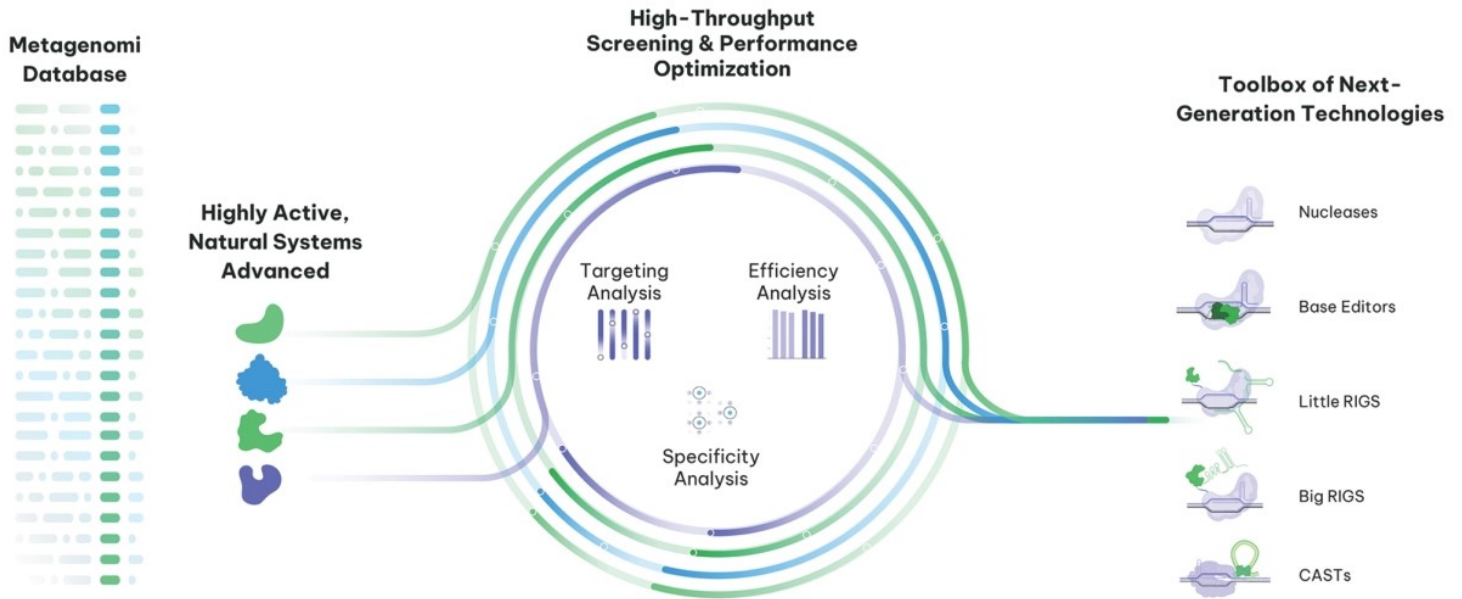 Metagenomi
Database
Highly Active,
Natural Systems
Advanced
High-Throughput
Screening & Performance
Optimization
Targeting
Analysis
Efficiency
Analysis
Specificity
Analysis
Toolbox of Next-
Generation Technologies
Nucleases
Base Editors
Little RIGS
Big RIGS
CASTs